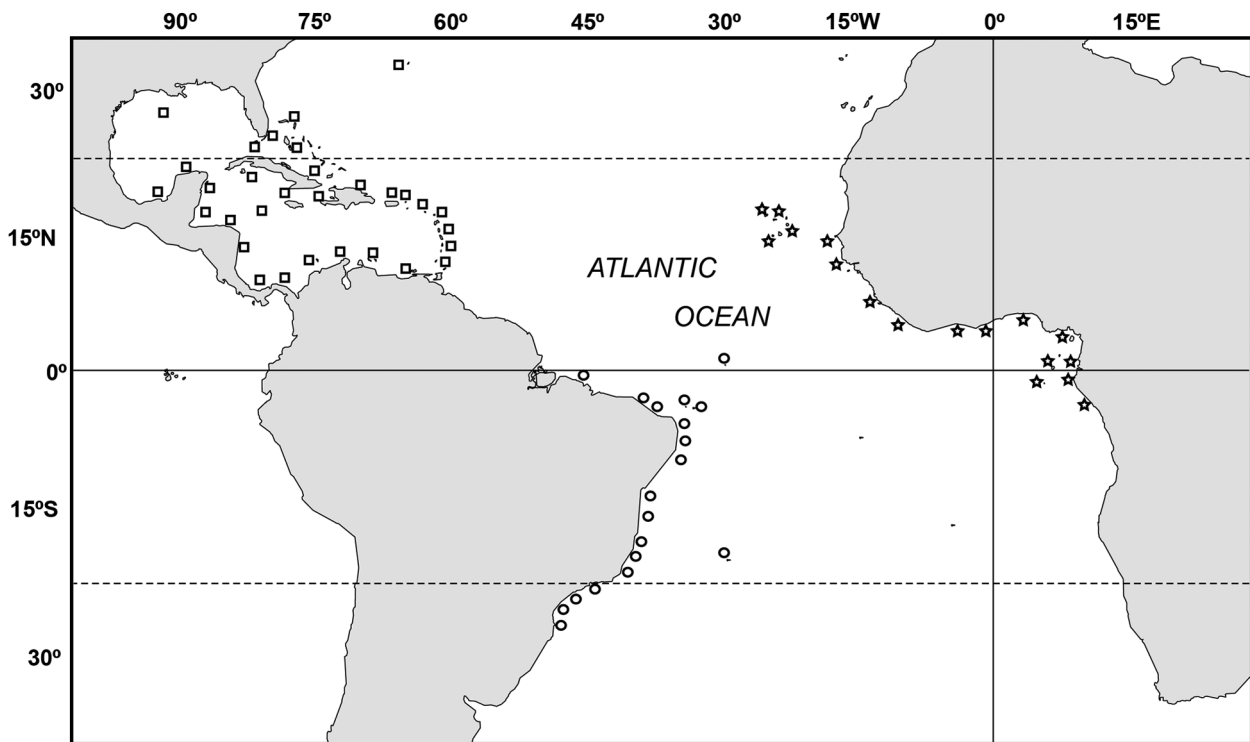 90º 75º 60º 45º 30º 15ºW 0º 15ºE
30º
15ºN
ATLANTIC
OCEAN
0º
15ºS
30º